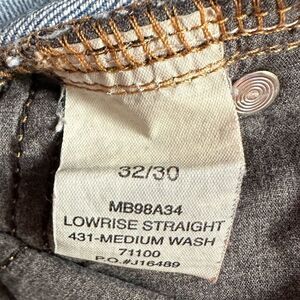 32/30
MB98A34
LOWRISE STRAIGHT
431-MEDIUM WASH
71100
P.O.#J16489